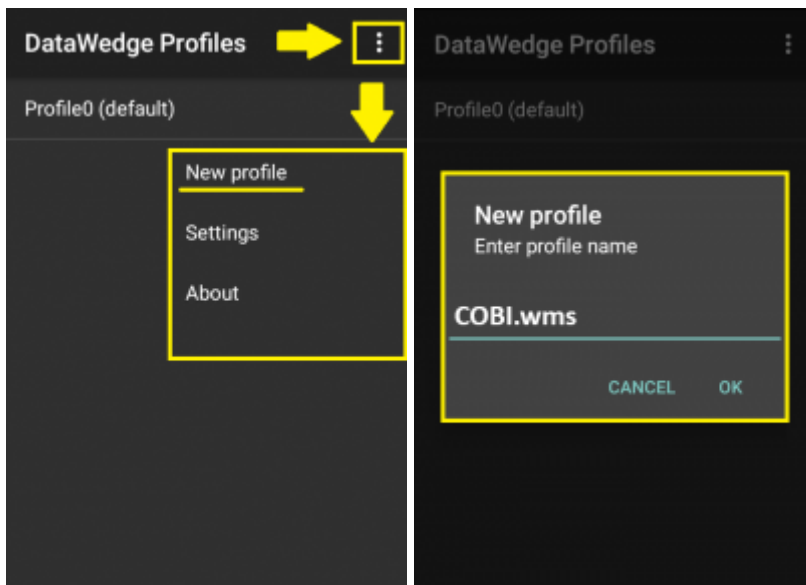 DataWedge Profiles
Profile0 (default)
New profile
Settings
About
DataWedge Profiles
Profile0 (default)
New profile
Enter profile name
COBI.wms
CANCEL OK